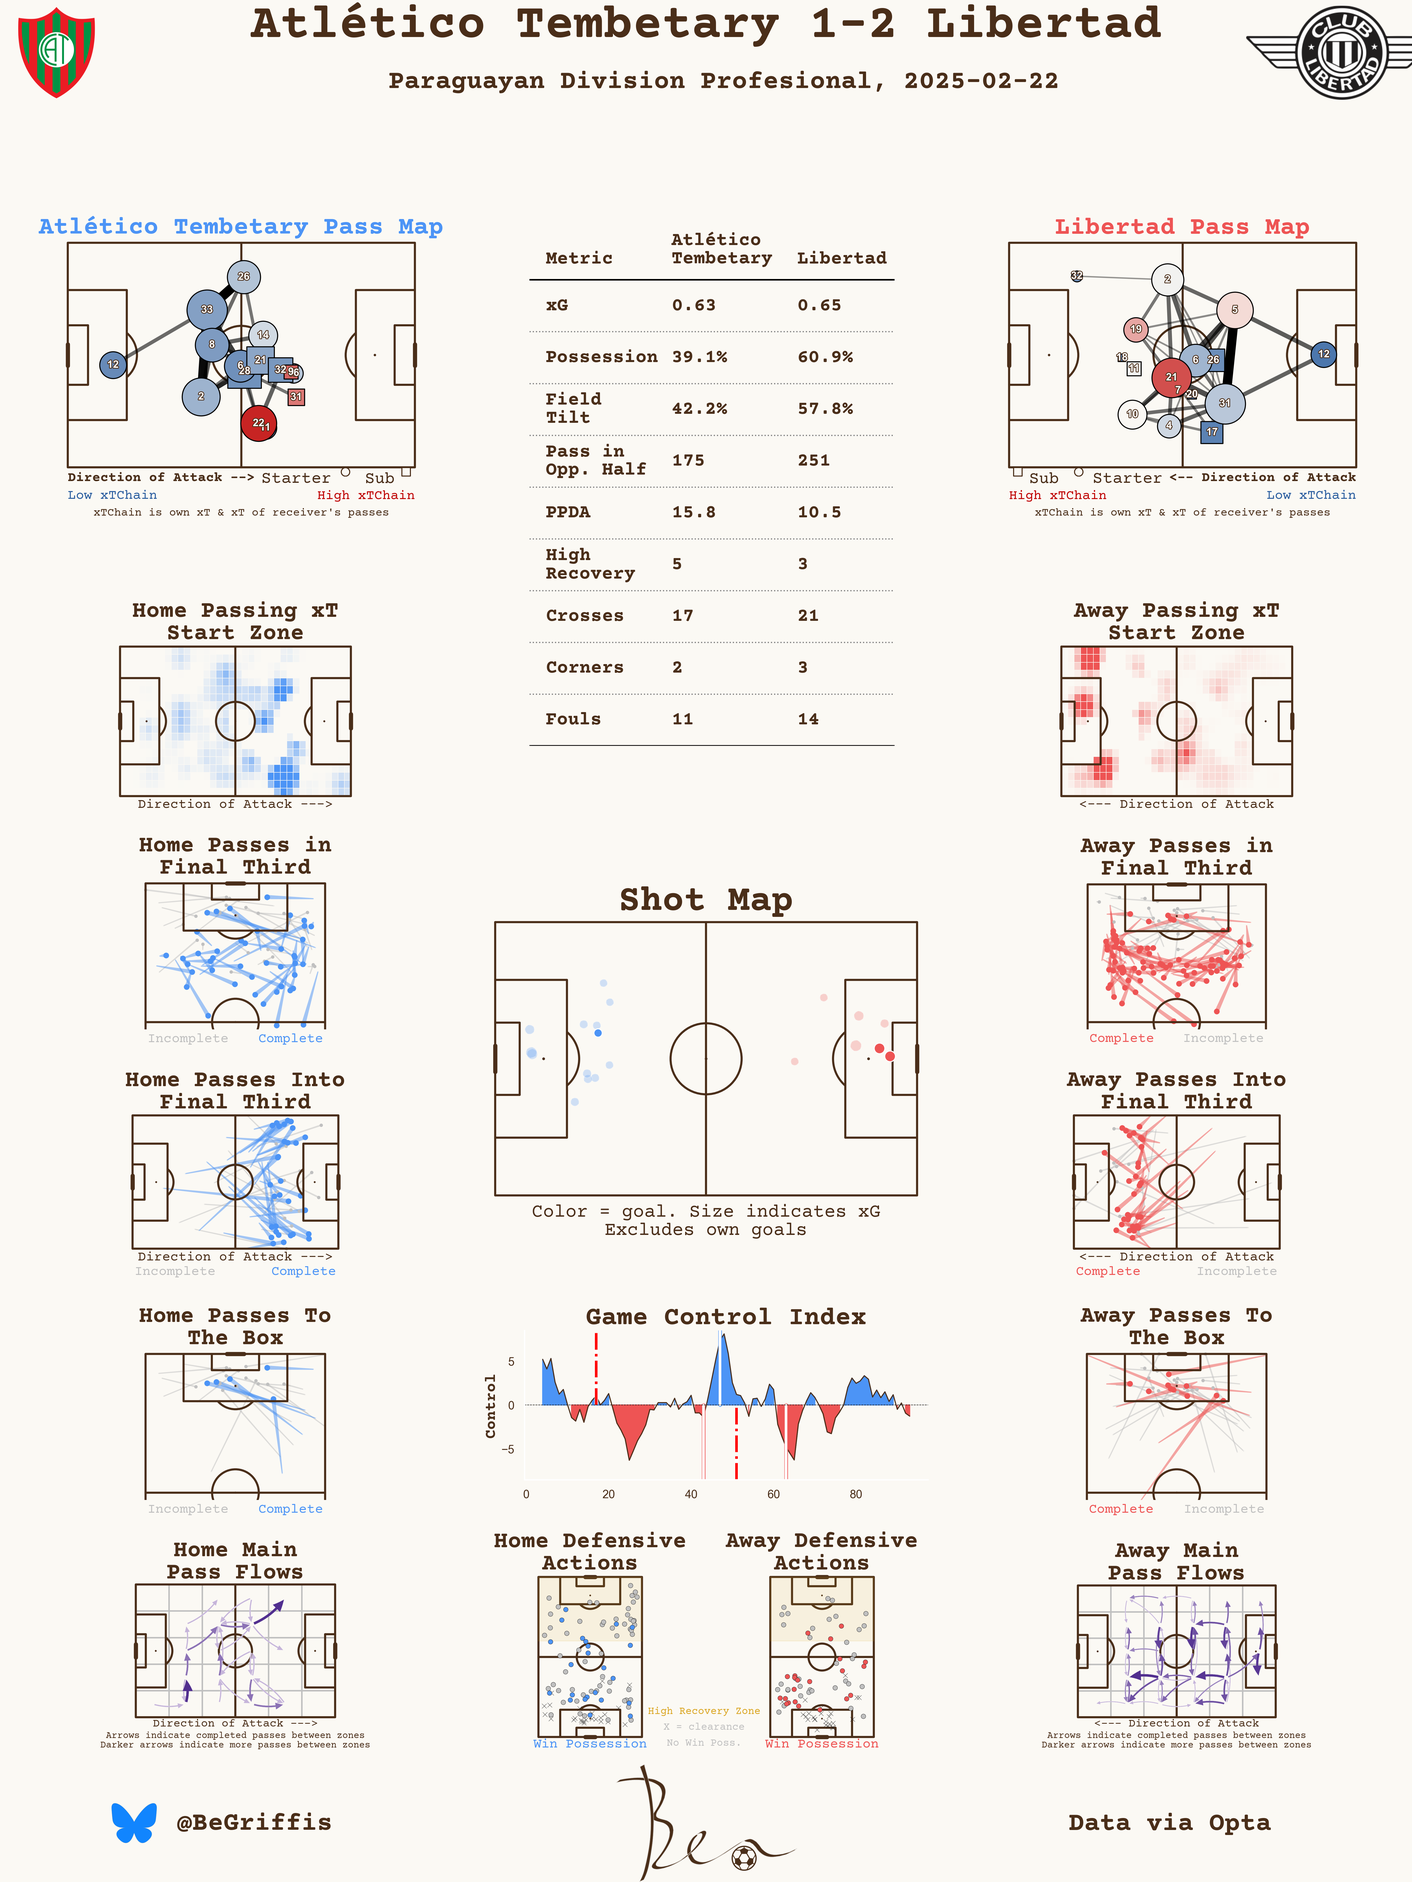 Atlético Tembetary 1-2 Libertad
Paraguayan Division Profesional, 2025-02-22
CAT
CLUB
LIBERTAD
Atlético Tembetary Pass Map
26
33
14
8
21
6
28
32
96
12
31
2
22
11
Direction of Attack --> Starter Sub
Low xTChain High xTChain
xTChain is own xT & xT of receiver's passes
Metric Atlético Tembetary Libertad
xG 0.63 0.65
Possession 39.1% 60.9%
Field Tilt 42.2% 57.8%
Pass in Opp. Half 175 251
PPDA 15.8 10.5
High Recovery 5 3
Crosses 17 21
Corners 2 3
Fouls 11 14
Libertad Pass Map
32
2
5
19
18
11
6
26
12
21
7
20
31
10
4
17
Sub Starter <-- Direction of Attack
High xTChain Low xTChain
xTChain is own xT & xT of receiver's passes
Home Passing xT
Start Zone
Direction of Attack --->
Away Passing xT
Start Zone
<--- Direction of Attack
Home Passes in
Final Third
Incomplete Complete
Away Passes in
Final Third
Complete Incomplete
Shot Map
Color = goal. Size indicates xG
Excludes own goals
Home Passes Into
Final Third
Direction of Attack --->
Incomplete Complete
Away Passes Into
Final Third
<--- Direction of Attack
Complete Incomplete
Home Passes To
The Box
Incomplete Complete
Game Control Index
Control
5
0
−5
0 20 40 60 80
Away Passes To
The Box
Complete Incomplete
Home Main
Pass Flows
Direction of Attack --->
Arrows indicate completed passes between zones
Darker arrows indicate more passes between zones
Home Defensive
Actions
Win Possession
Away Defensive
Actions
Win Possession
High Recovery Zone
X = clearance
No Win Poss.
Away Main
Pass Flows
<--- Direction of Attack
Arrows indicate completed passes between zones
Darker arrows indicate more passes between zones
@BeGriffis
Ben
Data via Opta